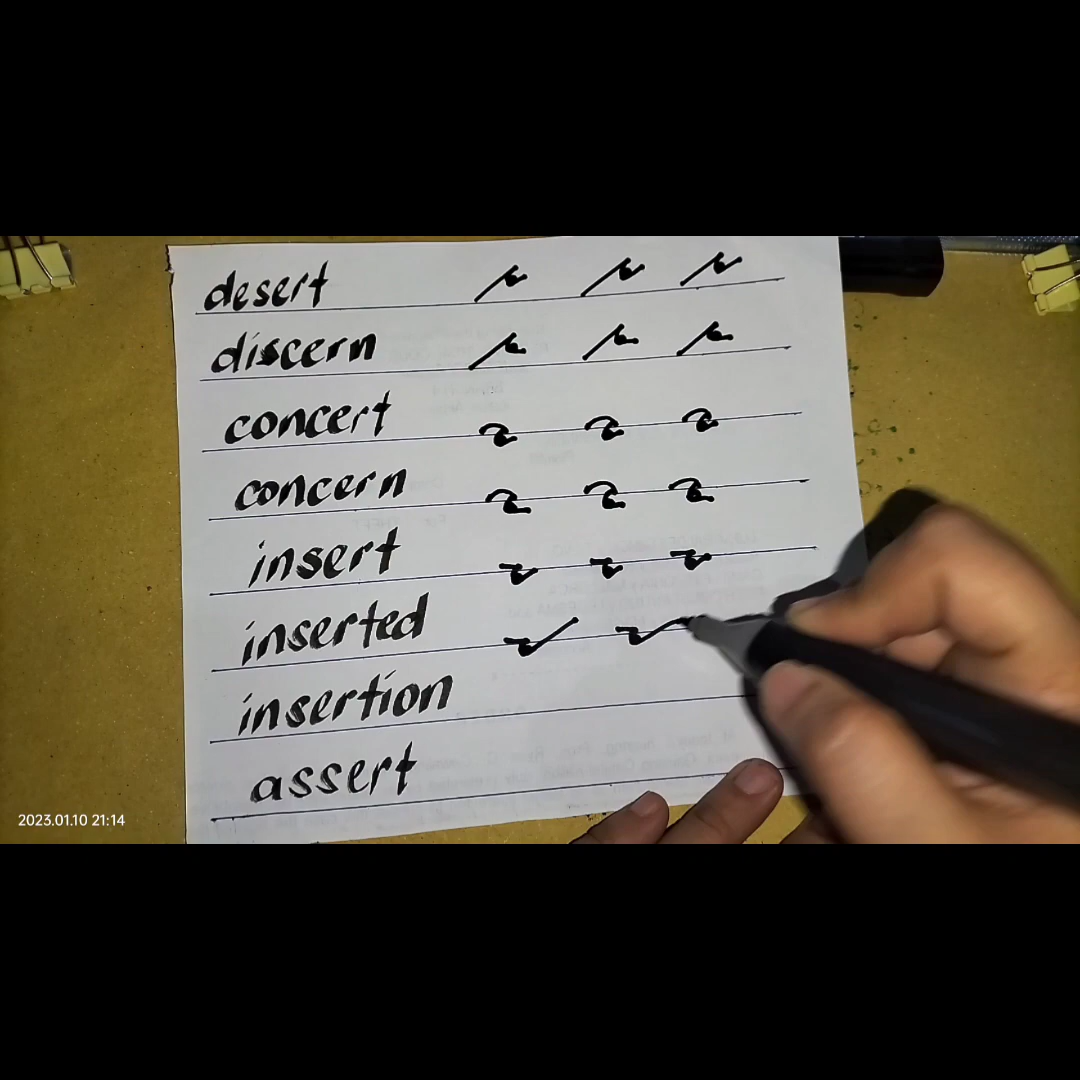 desert
discern
concert
concern
insert
inserted
insertion
assert
2023.01.10 21:14